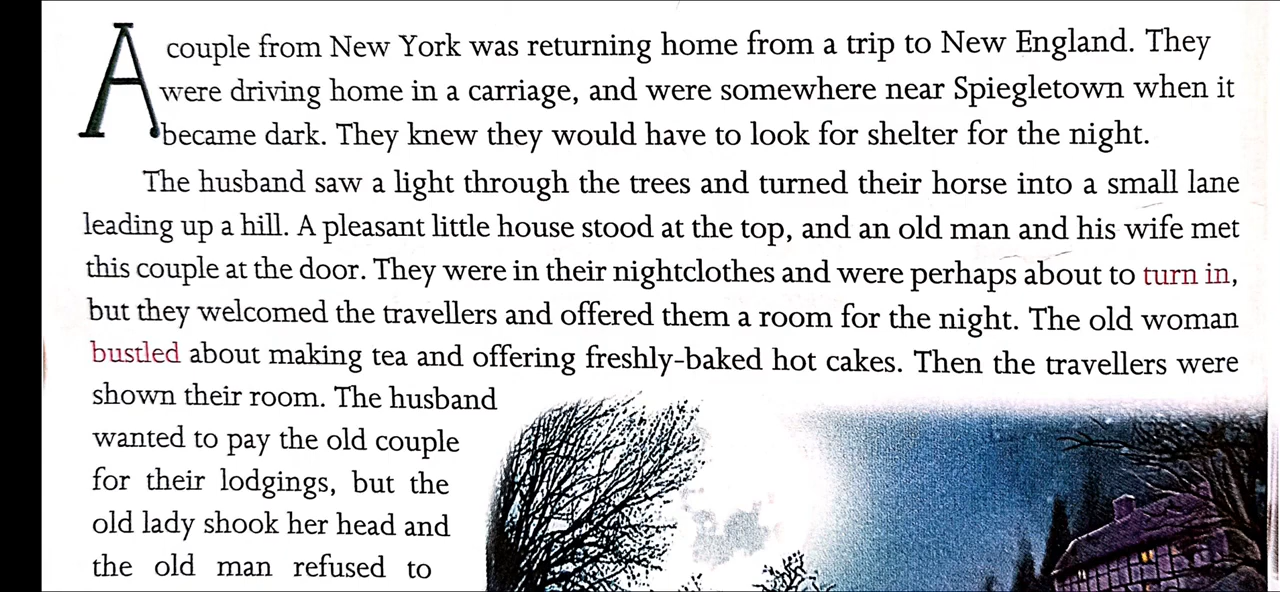 A couple from New York was returning home from a trip to New England. They
were driving home in a carriage, and were somewhere near Spiegletown when it
became dark. They knew they would have to look for shelter for the night.
The husband saw a light through the trees and turned their horse into a small lane
leading up a hill. A pleasant little house stood at the top, and an old man and his wife met
this couple at the door. They were in their nightclothes and were perhaps about to turn in,
but they welcomed the travellers and offered them a room for the night. The old woman
bustled about making tea and offering freshly-baked hot cakes. Then the travellers were
shown their room. The husband
wanted to pay the old couple
for their lodgings, but the
old lady shook her head and
the old man refused to